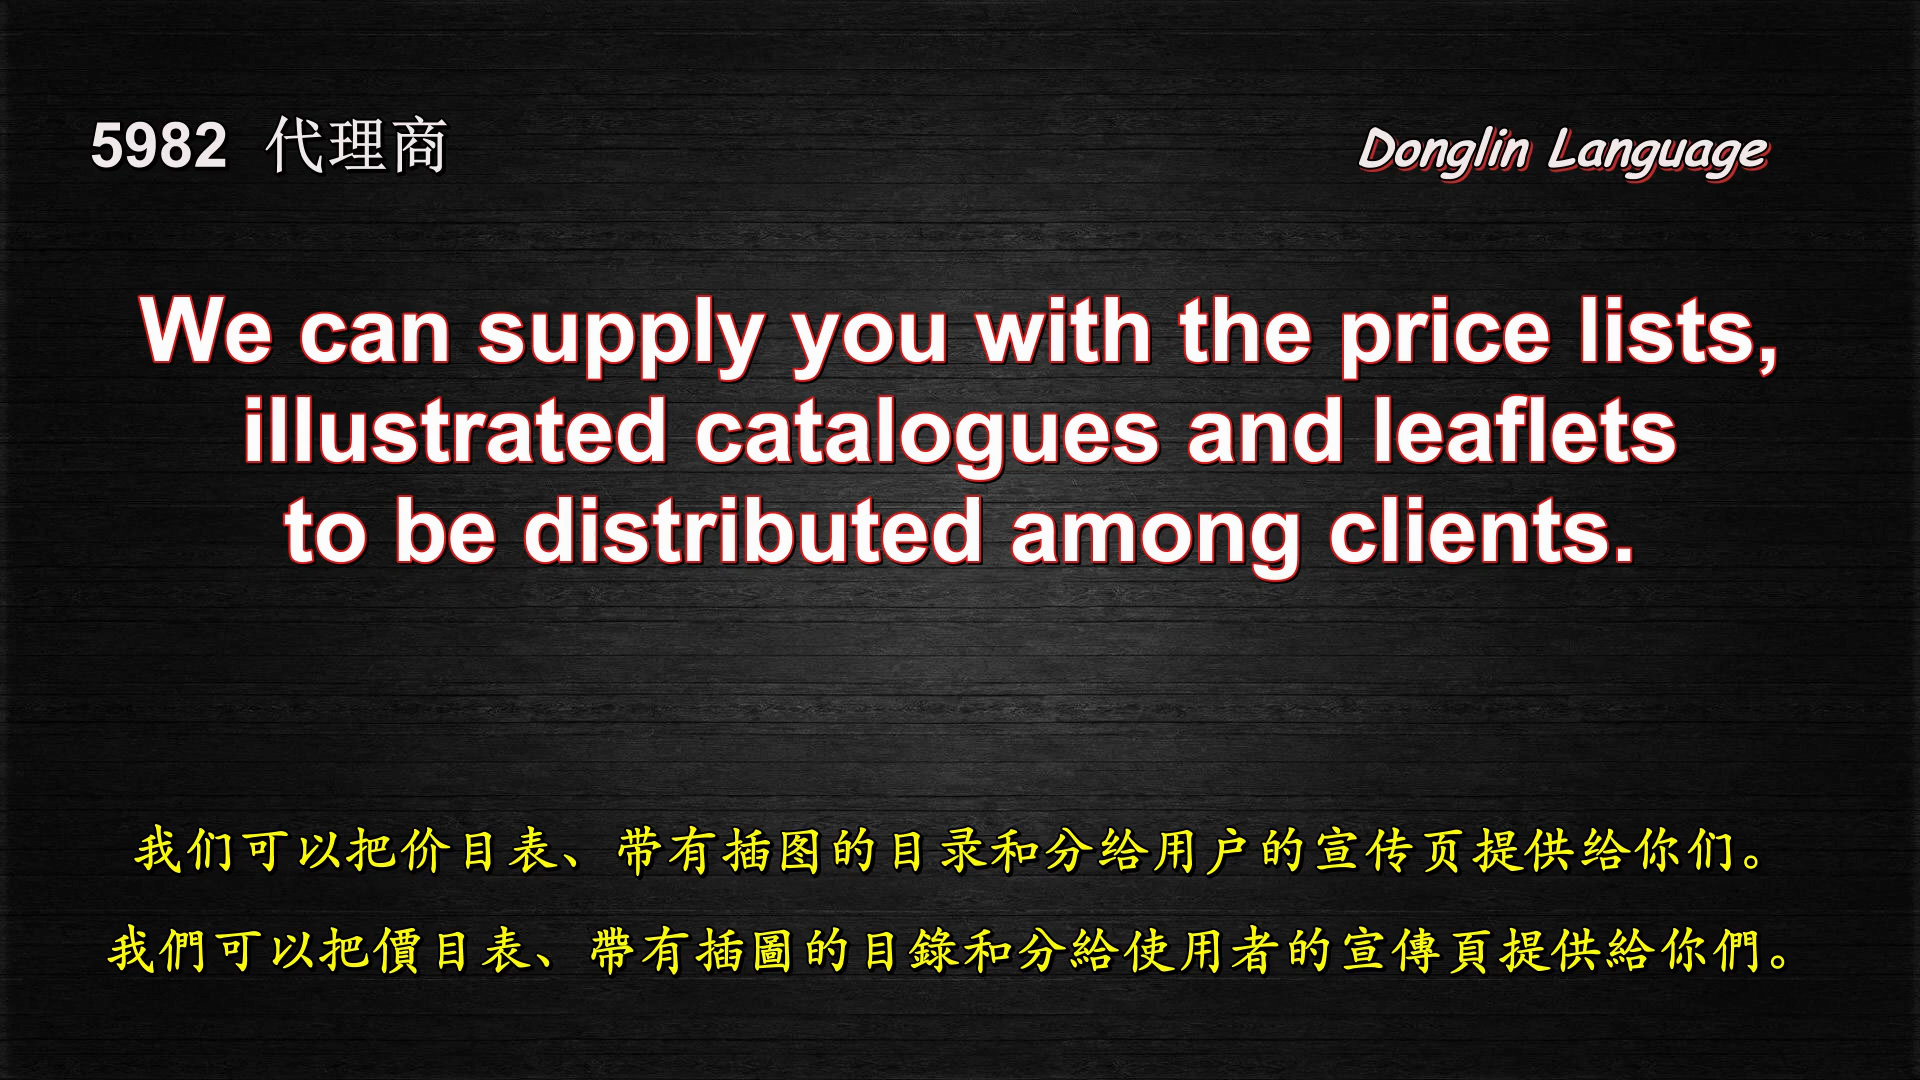 5982 代理商
Donglin Language
We can supply you with the price lists,
illustrated catalogues and leaflets
to be distributed among clients.
我们可以把价目表、带有插图的目录和分给用户的宣传页提供给你们。
我們可以把價目表、帶有插圖的目錄和分給使用者的宣傳頁提供給你們。